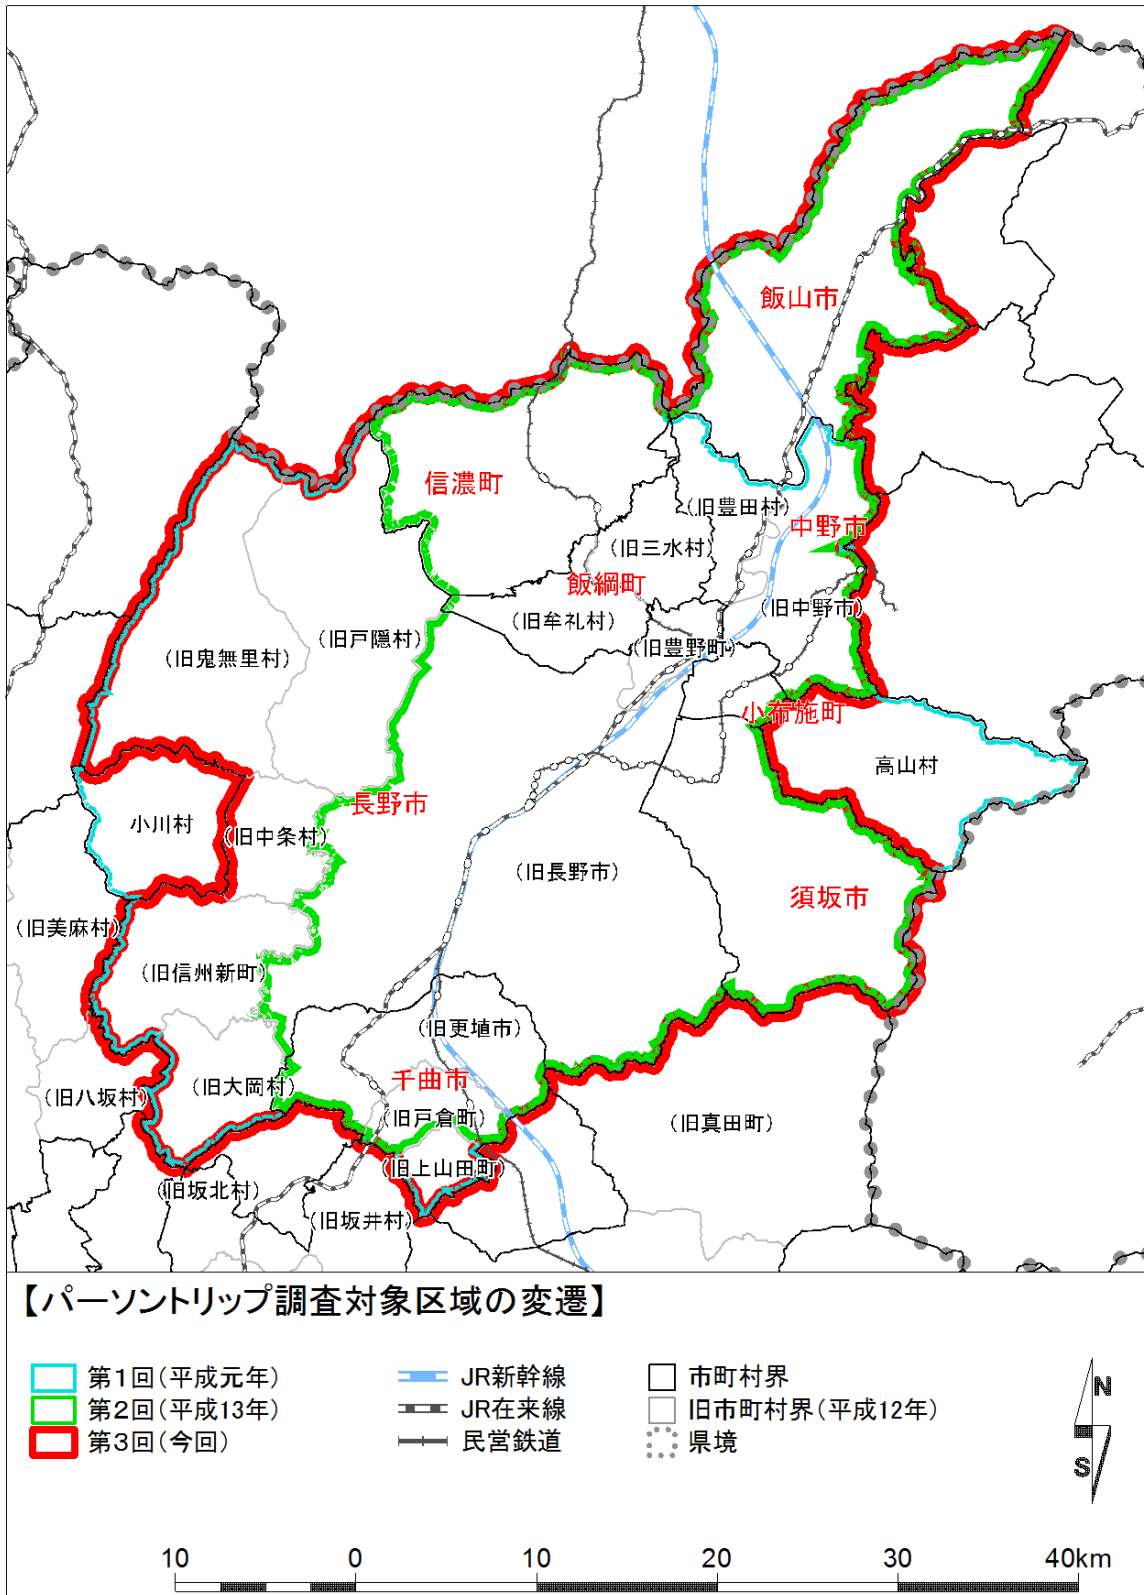 飯山市
信濃町
(旧豊田村)
中野市
(旧三水村)
飯綱町
(旧中野市)
(旧牟礼村)
(旧戸隠村)
(旧豊野町)
(旧鬼無里村)
小布施町
高山村
長野市
小川村
(旧中条村)
(旧長野市)
須坂市
(旧美麻村)
(旧信州新町)
(旧更埴市)
千曲市
(旧大岡村)
(旧八坂村)
(旧戸倉町)
(旧真田町)
(旧上山田町)
(旧坂北村)
(旧坂井村)
【パーソントリップ調査対象区域の変遷】
第1回(平成元年)
第2回(平成13年)
第3回(今回)
JR新幹線
JR在来線
民営鉄道
市町村界
旧市町村界(平成12年)
県境
N
S
10 0 10 20 30 40km